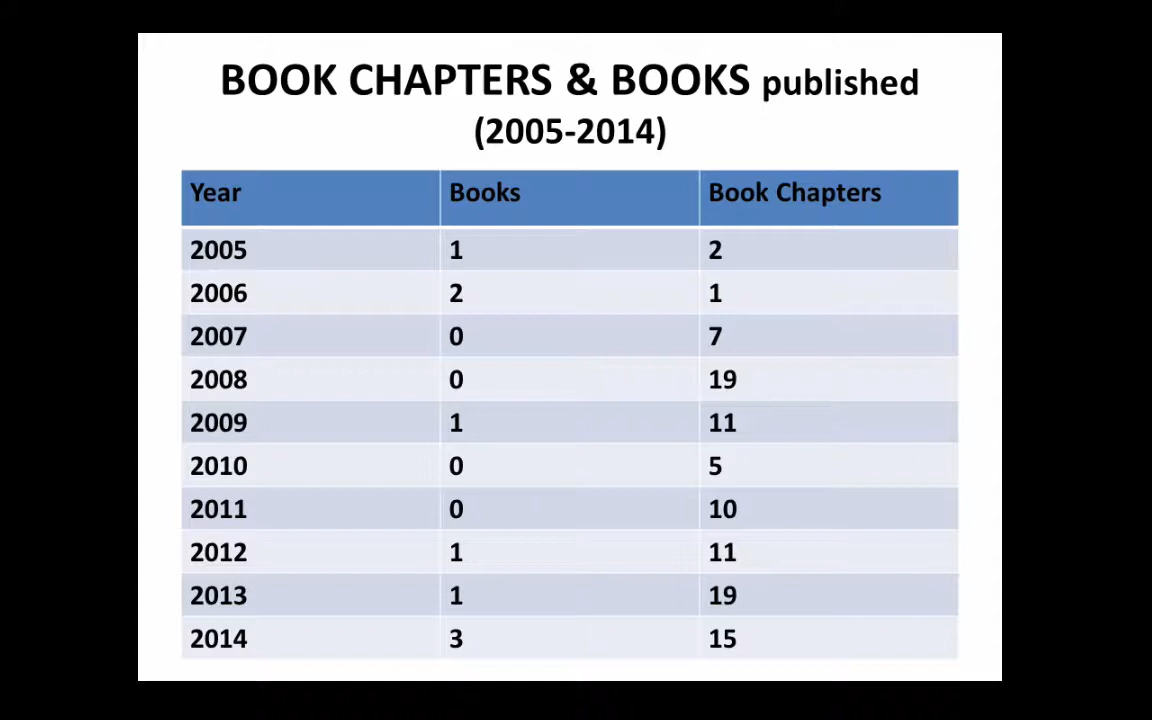 BOOK CHAPTERS & BOOKS published
(2005-2014)
Year Books Book Chapters
2005 1 2
2006 2 1
2007 0 7
2008 0 19
2009 1 11
2010 0 5
2011 0 10
2012 1 11
2013 1 19
2014 3 15